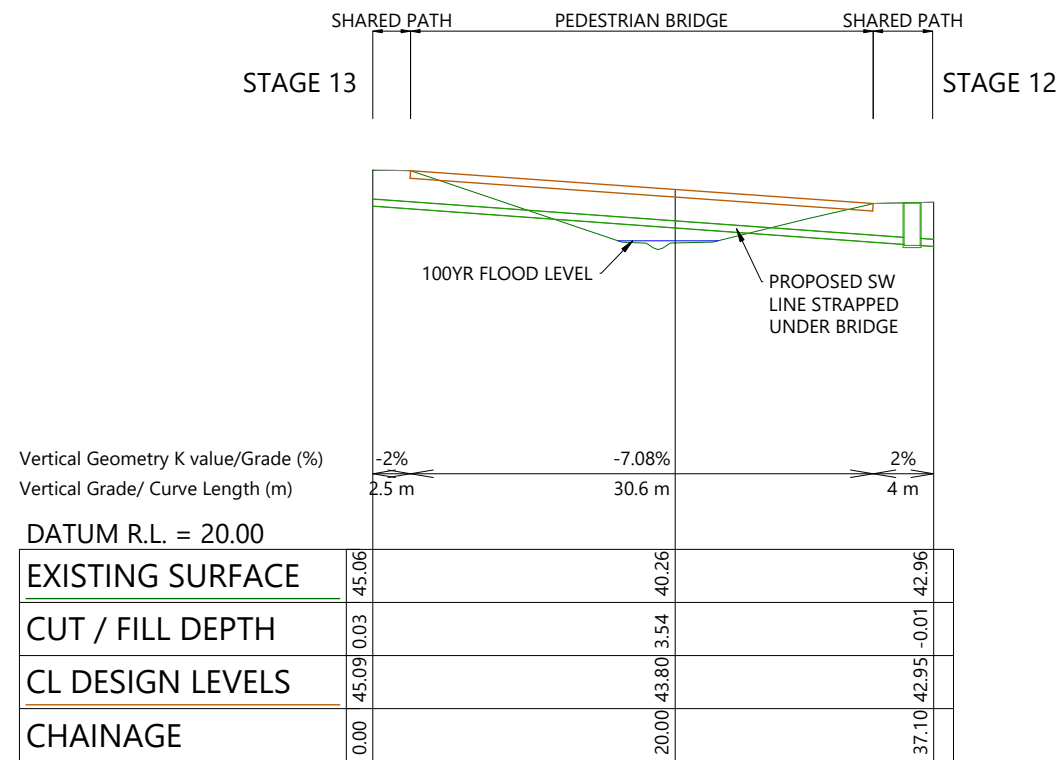 SHARED PATH PEDESTRIAN BRIDGE SHARED PATH
STAGE 13 STAGE 12
100YR FLOOD LEVEL
PROPOSED SW
LINE STRAPPED
UNDER BRIDGE
Vertical Geometry K value/Grade (%) -2% -7.08% 2%
Vertical Grade/ Curve Length (m) 2.5 m 30.6 m 4 m
DATUM R.L. = 20.00
EXISTING SURFACE 45.06 40.26 42.96
CUT / FILL DEPTH 0.03 3.54 -0.01
CL DESIGN LEVELS 45.09 43.80 42.95
CHAINAGE 0.00 20.00 37.10